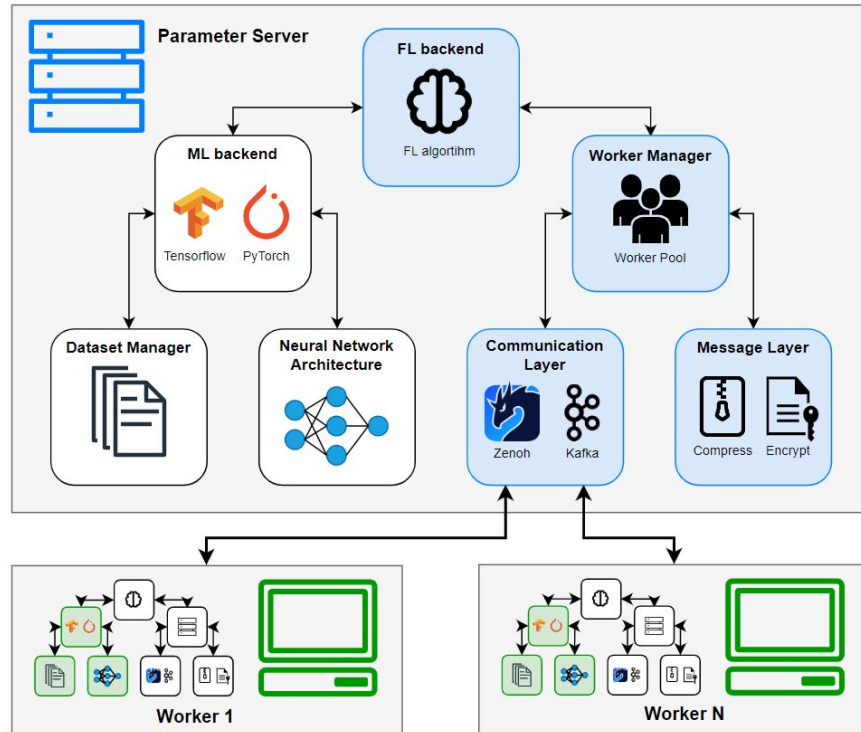 Parameter Server
FL backend
FL algortihm
ML backend
Tensorflow
PyTorch
Worker Manager
Worker Pool
Dataset Manager
Neural Network
Architecture
Communication
Layer
Zenoh
Kafka
Message Layer
Compress
Encrypt
Worker 1
Worker N